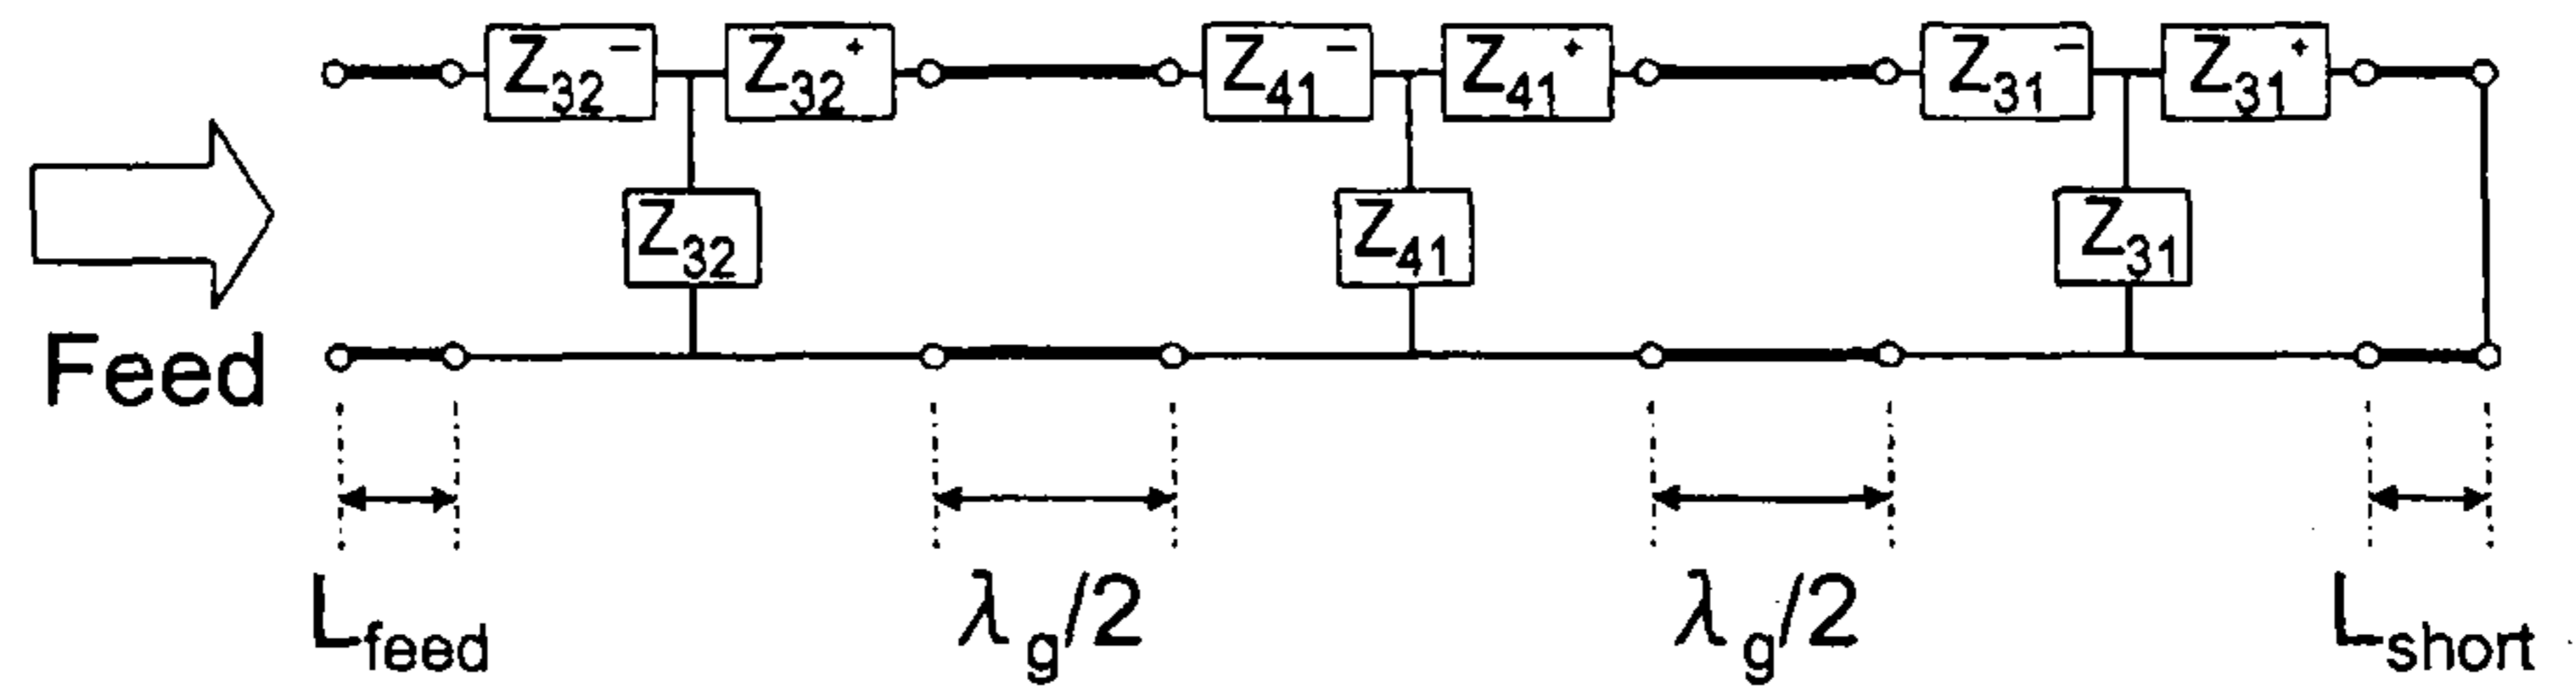 Z32⁻ Z32⁺ Z41⁻ Z41⁺ Z31⁻ Z31⁺
Z32 Z41 Z31
Feed
Lfeed λg/2 λg/2 Lshort